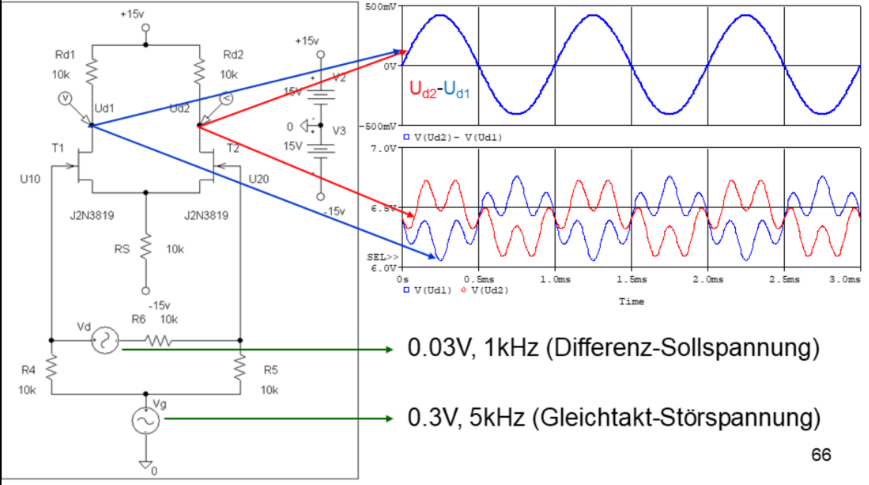 +15v
Rd1
10k
Rd2
10k
V
Ud1
V
Ud2
T1
T2
U10
U20
J2N3819
J2N3819
RS
10k
-15v
R6
10k
Vd
R4
10k
R5
10k
Vg
0
+15v
V2
15V
0
V3
15V
-15v
500mV
0V
-500mV
Ud2-Ud1
V(Ud2)- V(Ud1)
7.0V
6.5V
SEL>>
6.0V
0s 0.5ms 1.0ms 1.5ms 2.0ms 2.5ms 3.0ms
V(Ud1) V(Ud2)
Time
0.03V, 1kHz (Differenz-Sollspannung)
0.3V, 5kHz (Gleichtakt-Störspannung)
66